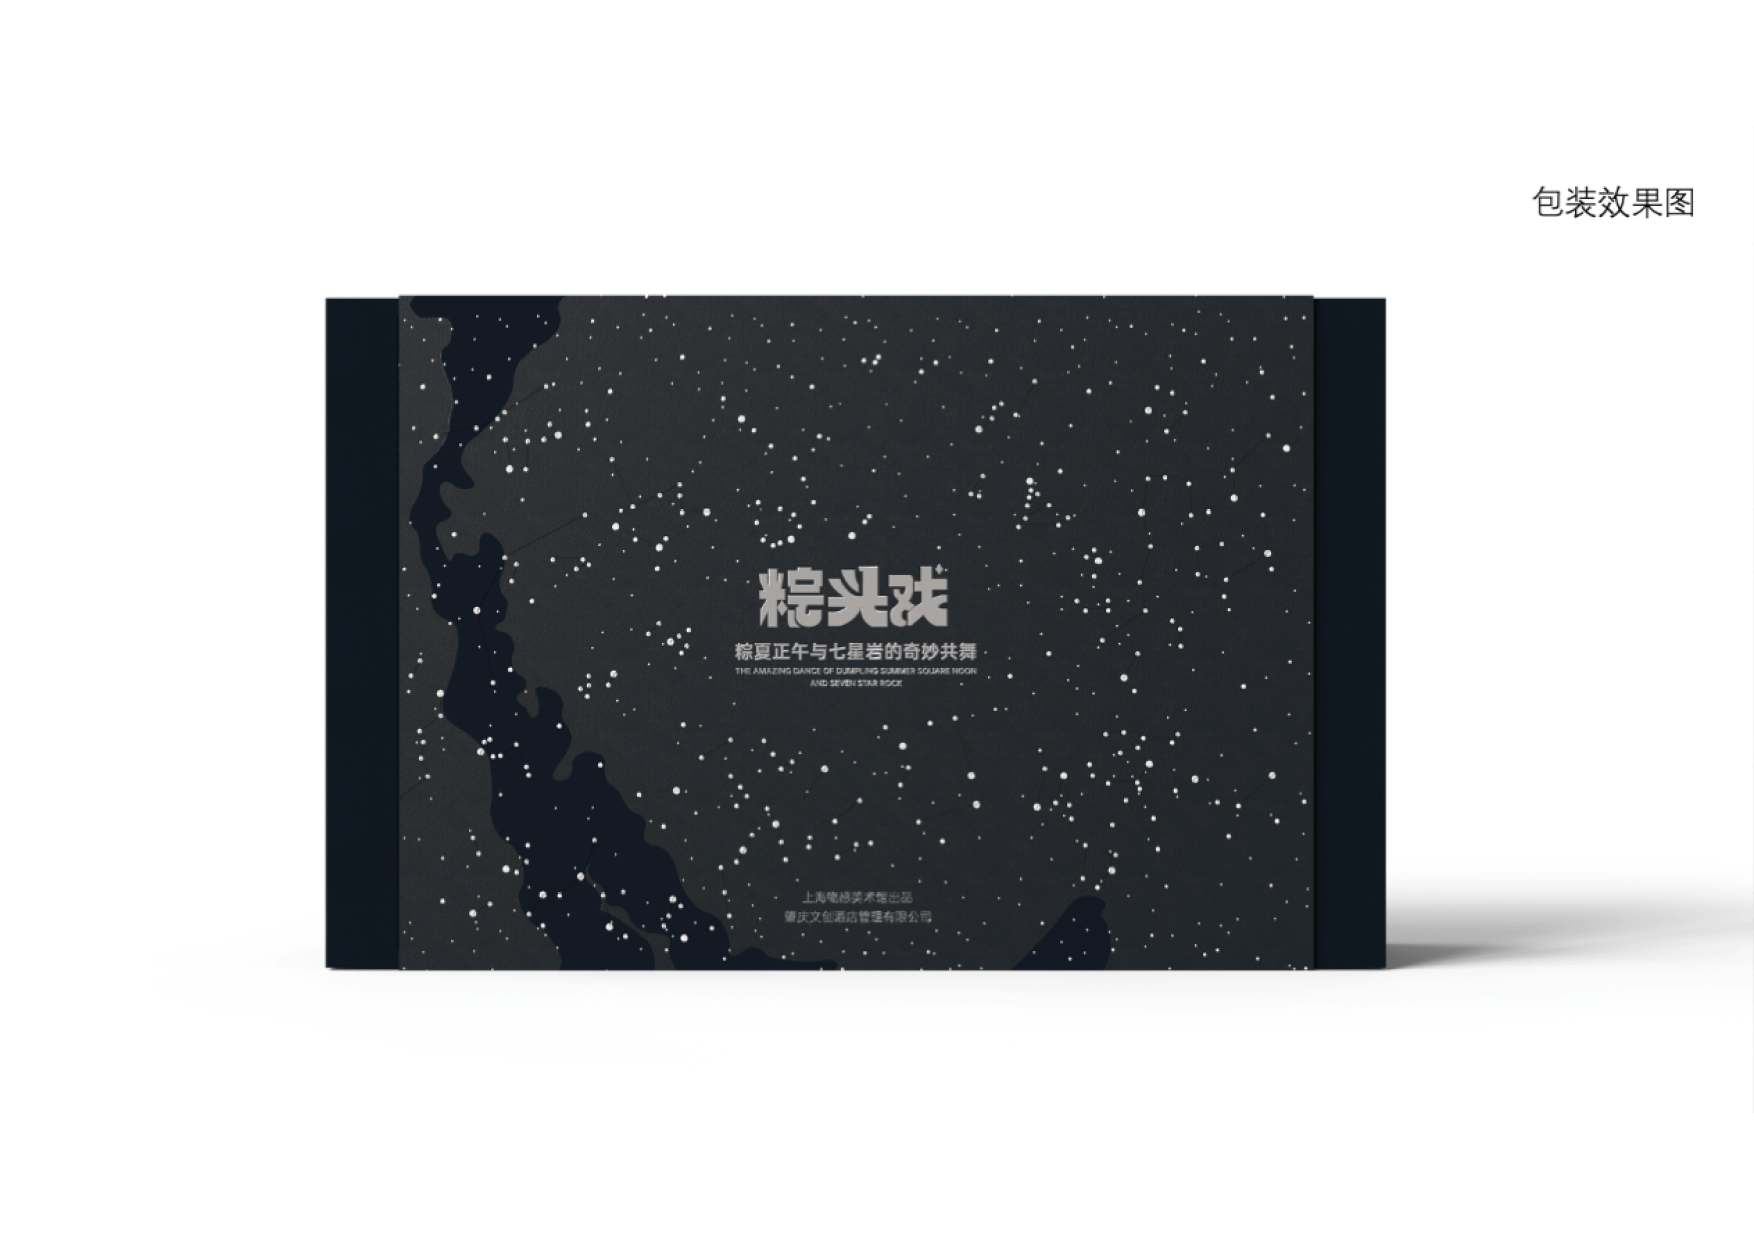 包装效果图
粽头戏
粽夏正午与七星岩的奇妙共舞
THE AMAZING DANCE OF DUMPLING SUMMER SQUARE NOON
AND SEVEN STAR ROCK
上海物緣美术馆出品
肇庆文创酒店管理有限公司